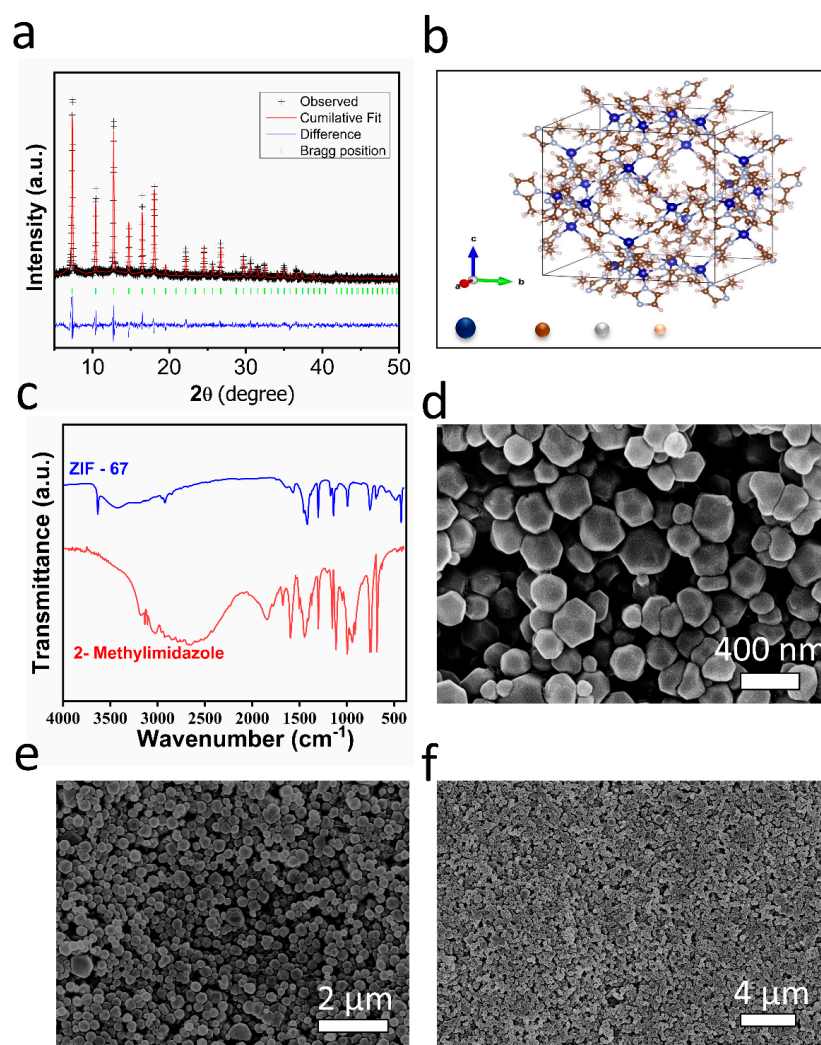 a
Observed
Cumilative Fit
Difference
Bragg position
Intensity (a.u.)
10 20 30 40 50
2θ (degree)
b
c
a
b
c
ZIF - 67
2- Methylimidazole
Transmittance (a.u.)
4000 3500 3000 2500 2000 1500 1000 500
Wavenumber (cm-1)
d
400 nm
e
2 μm
f
4 μm